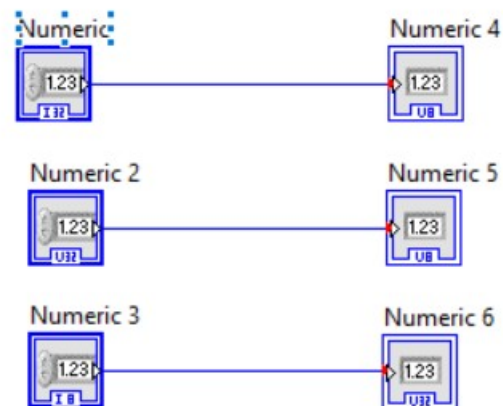 Numeric Numeric 4
1.23 1.23
I32 U8
Numeric 2 Numeric 5
1.23 1.23
U32 U8
Numeric 3 Numeric 6
1.23 1.23
I 8 U32